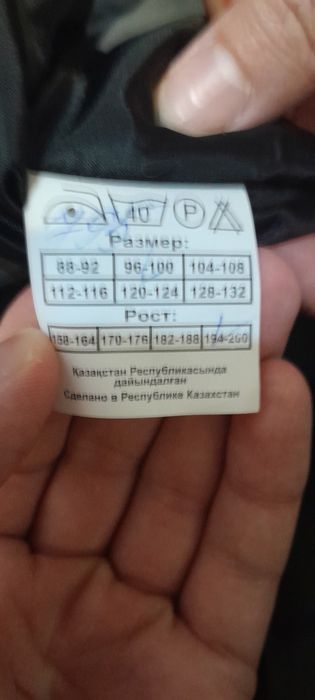 40 P
Размер:
88-92 96-100 104-108
112-116 120-124 128-132
Рост:
158-164 170-176 182-188 194-200
Қазақстан Республикасында
дайындалған
Сделано в Республике Казахстан